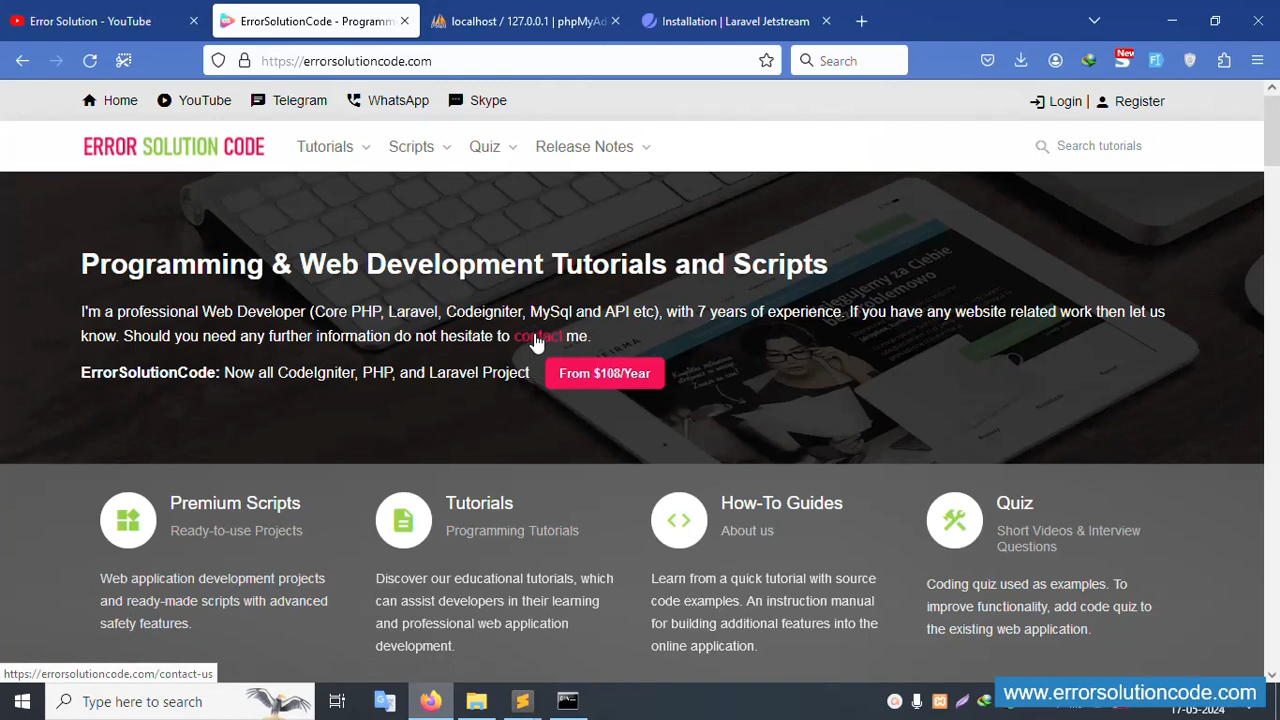 Error Solution - YouTube
ErrorSolutionCode - Programm
localhost / 127.0.0.1 | phpMyAd
Installation | Laravel Jetstream
https://errorsolutioncode.com
Search
New
Home
YouTube
Telegram
WhatsApp
Skype
Login |
Register
ERROR SOLUTION CODE
Tutorials
Scripts
Quiz
Release Notes
Search tutorials
Programming & Web Development Tutorials and Scripts
I'm a professional Web Developer (Core PHP, Laravel, Codeigniter, MySql and API etc), with 7 years of experience. If you have any website related work then let us
know. Should you need any further information do not hesitate to contact me.
ErrorSolutionCode: Now all CodeIgniter, PHP, and Laravel Project
From $108/Year
Premium Scripts
Ready-to-use Projects
Web application development projects
and ready-made scripts with advanced
safety features.
Tutorials
Programming Tutorials
Discover our educational tutorials, which
can assist developers in their learning
and professional web application
development.
How-To Guides
About us
Learn from a quick tutorial with source
code examples. An instruction manual
for building additional features into the
online application.
Quiz
Short Videos & Interview
Questions
Coding quiz used as examples. To
improve functionality, add code quiz to
the existing web application.
https://errorsolutioncode.com/contact-us
Type here to search
www.errorsolutioncode.com
17-05-2024